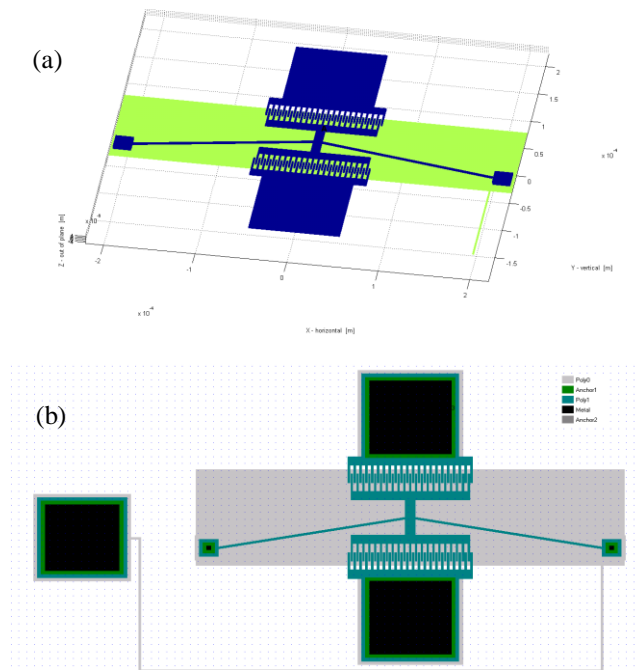 (a)
2
1.5
1
0.5
0
-0.5
-1
-1.5
x 10⁻⁴
Y - vertical [m]
Z - out of plane [m]
-2
-1
0
1
2
x 10⁻⁴
X - horizontal [m]
(b)
Poly0
Anchor1
Poly1
Metal
Anchor2